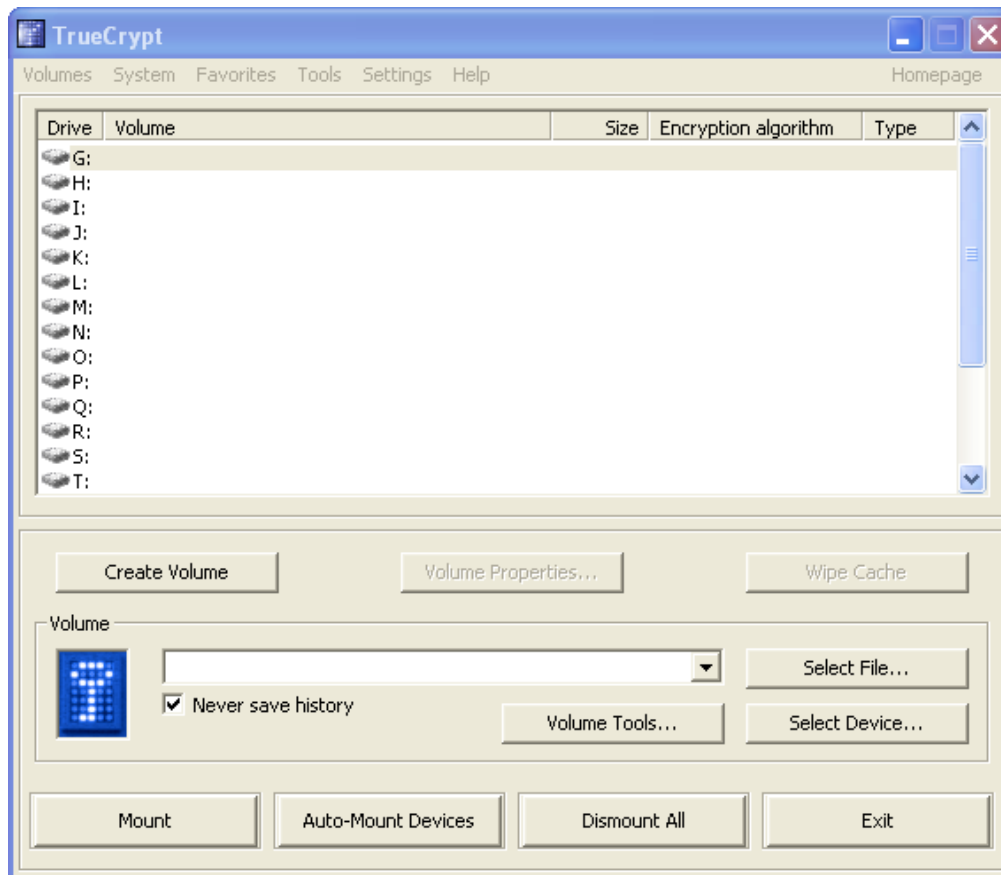 TrueCrypt
Volumes System Favorites Tools Settings Help Homepage
Drive Volume Size Encryption algorithm Type
G:
H:
I:
J:
K:
L:
M:
N:
O:
P:
Q:
R:
S:
T:
Create Volume Volume Properties... Wipe Cache
Volume
Select File...
Never save history
Volume Tools... Select Device...
Mount Auto-Mount Devices Dismount All Exit